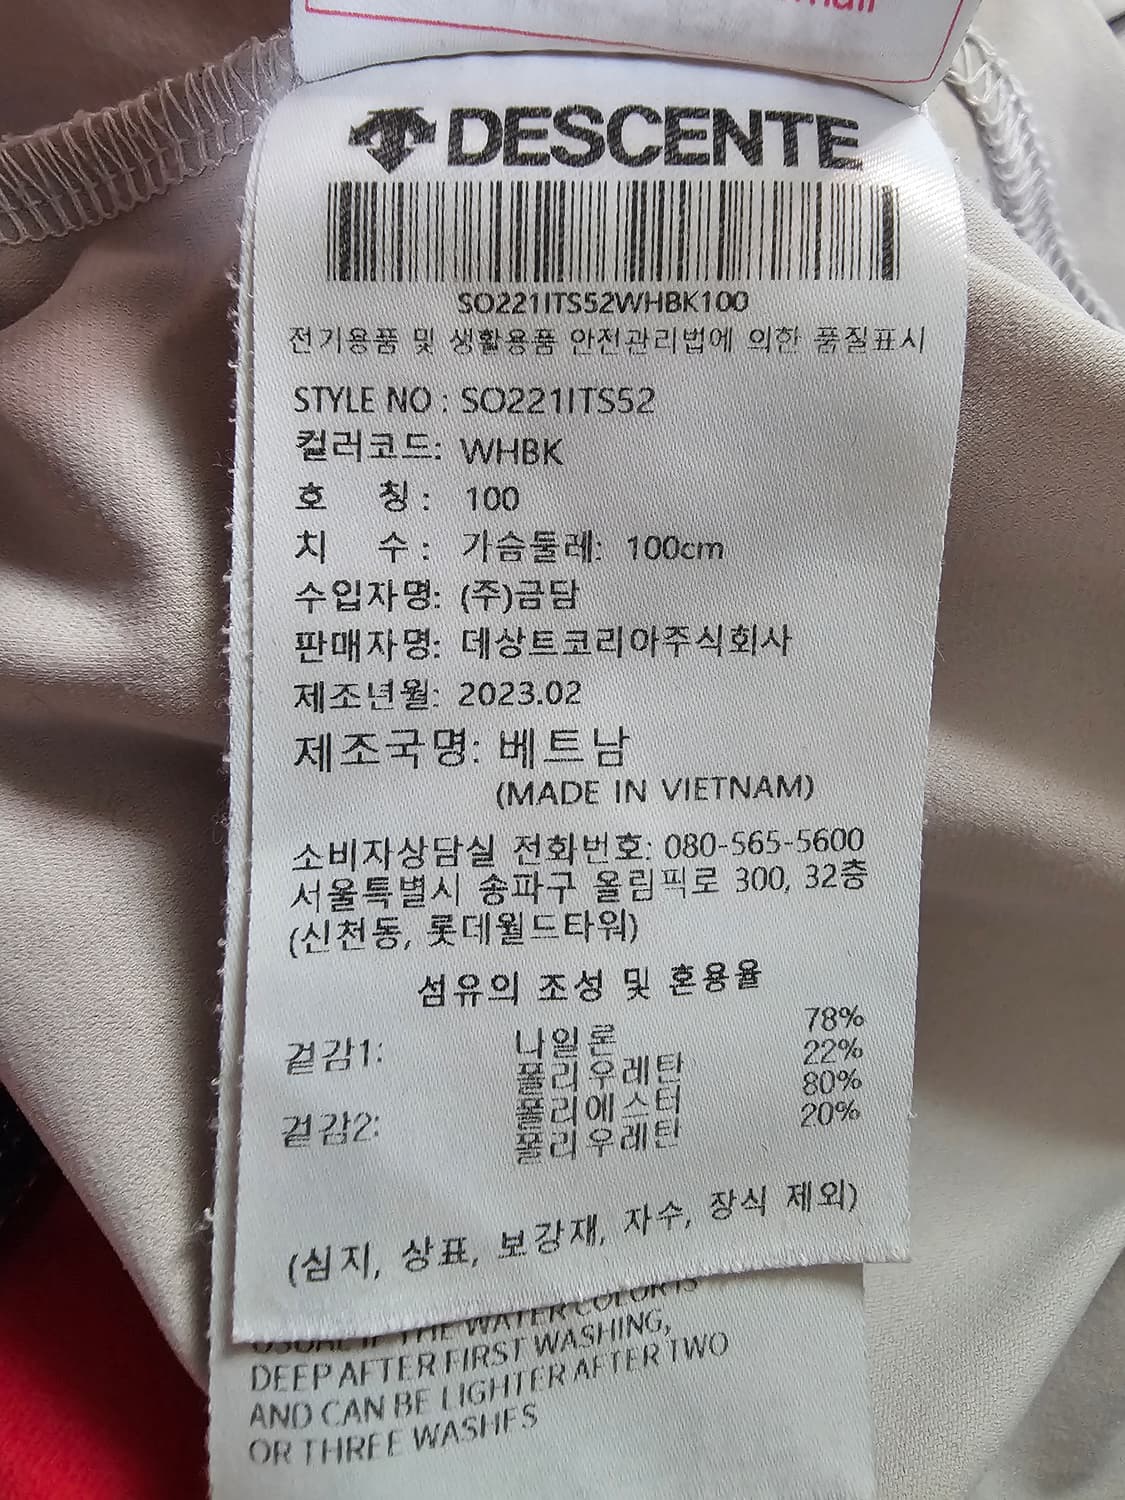 DESCENTE
SO221ITS52WHBK100
전기용품 및 생활용품 안전관리법에 의한 품질표시
STYLE NO : SO221ITS52
컬러코드: WHBK
호 칭: 100
치 수: 가슴둘레: 100cm
수입자명: (주)금담
판매자명: 데상트코리아주식회사
제조년월: 2023.02
제조국명: 베트남
(MADE IN VIETNAM)
소비자상담실 전화번호: 080-565-5600
서울특별시 송파구 올림픽로 300, 32층
(신천동, 롯데월드타워)
섬유의 조성 및 혼용율
겉감1: 나일론 78%
폴리우레탄 22%
겉감2: 폴리에스터 80%
폴리우레탄 20%
(심지, 상표, 보강재, 자수, 장식 제외)
THE WATER COLOR IS
DEEP AFTER FIRST WASHING,
AND CAN BE LIGHTER AFTER TWO
OR THREE WASHES